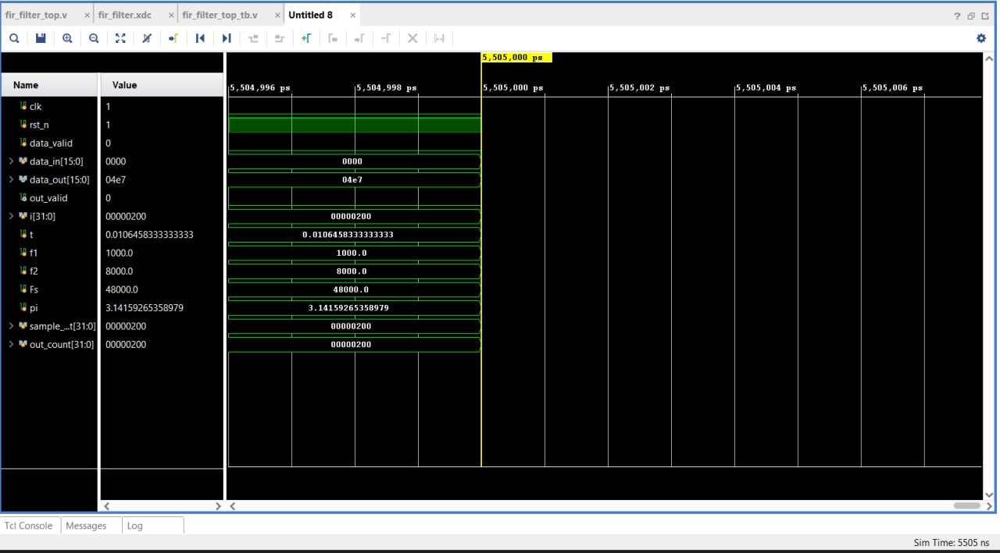 fir_filter_top.v × fir_filter.xdc × fir_filter_top_tb.v × Untitled 8 ×
5,505,000 ps
Name Value
5,504,996 ps 5,504,998 ps 5,505,000 ps 5,505,002 ps 5,505,004 ps 5,505,006 ps
clk 1
rst_n 1
data_valid 0
data_in[15:0] 0000 0000
data_out[15:0] 04e7 04e7
out_valid 0
i[31:0] 00000200 00000200
t 0.0106458333333333 0.0106458333333333
f1 1000.0 1000.0
f2 8000.0 8000.0
Fs 48000.0 48000.0
pi 3.14159265358979 3.14159265358979
sample_...t[31:0] 00000200 00000200
out_count[31:0] 00000200 00000200
Tcl Console Messages Log
Sim Time: 5505 ns